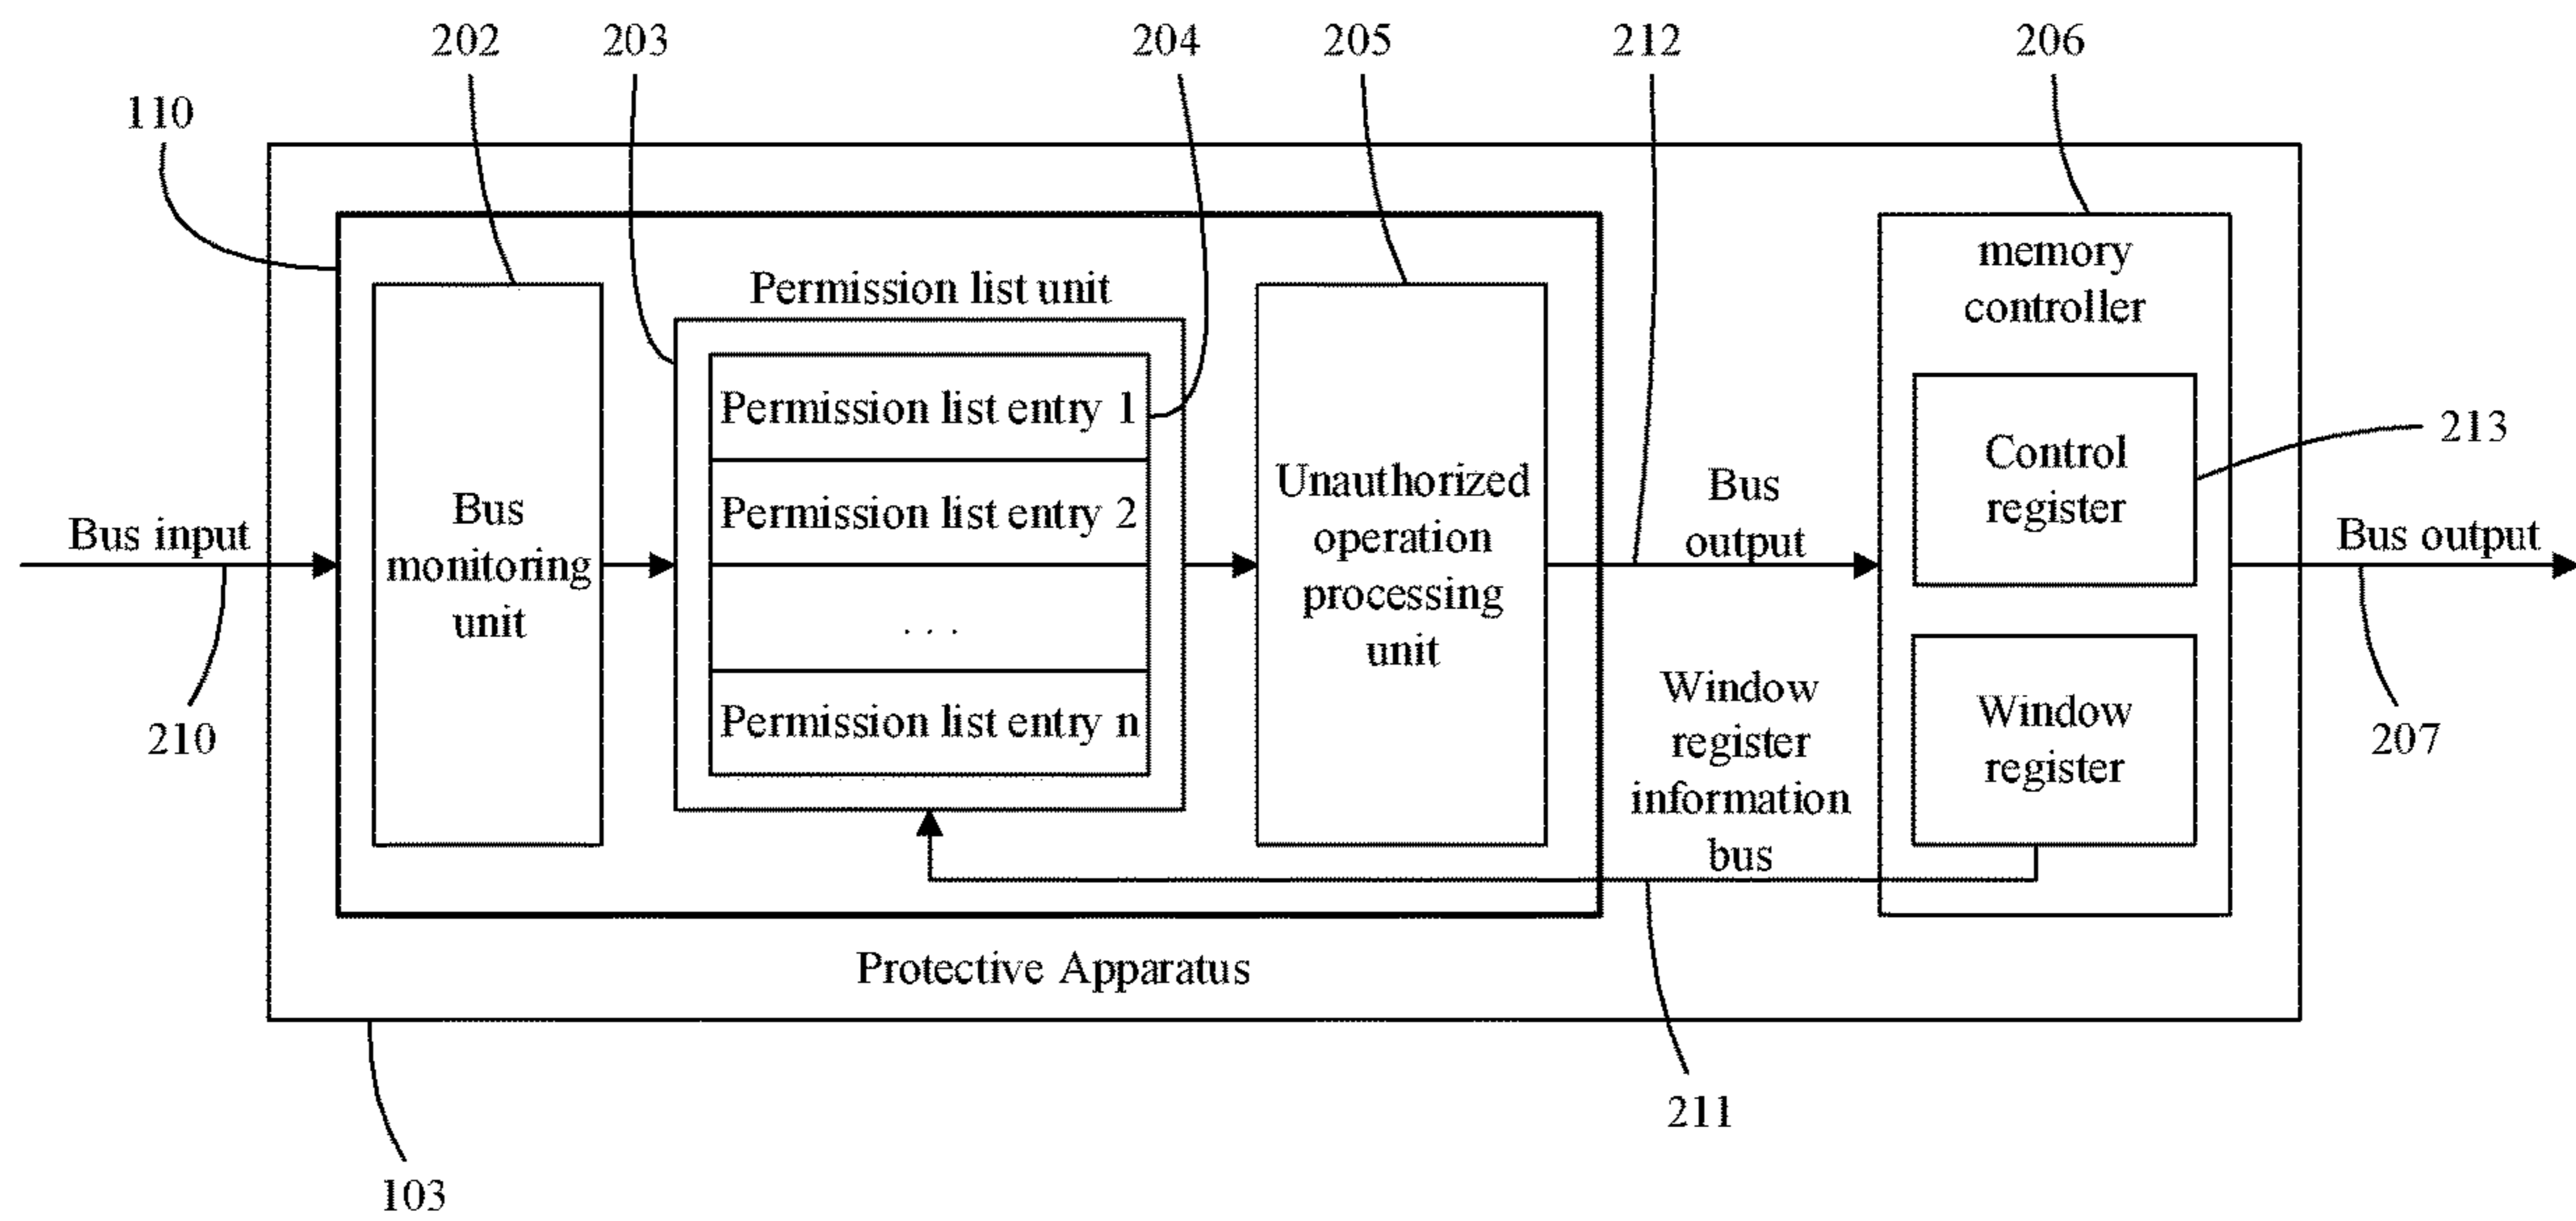 202
203
204
205
212
206
110
Permission list unit
memory
controller
Permission list entry 1
Permission list entry 2
. . .
Permission list entry n
Bus input
210
Bus
monitoring
unit
Unauthorized
operation
processing
unit
Bus
output
Control
register
213
Bus output
207
Window
register
information
bus
Window
register
Protective Apparatus
211
103